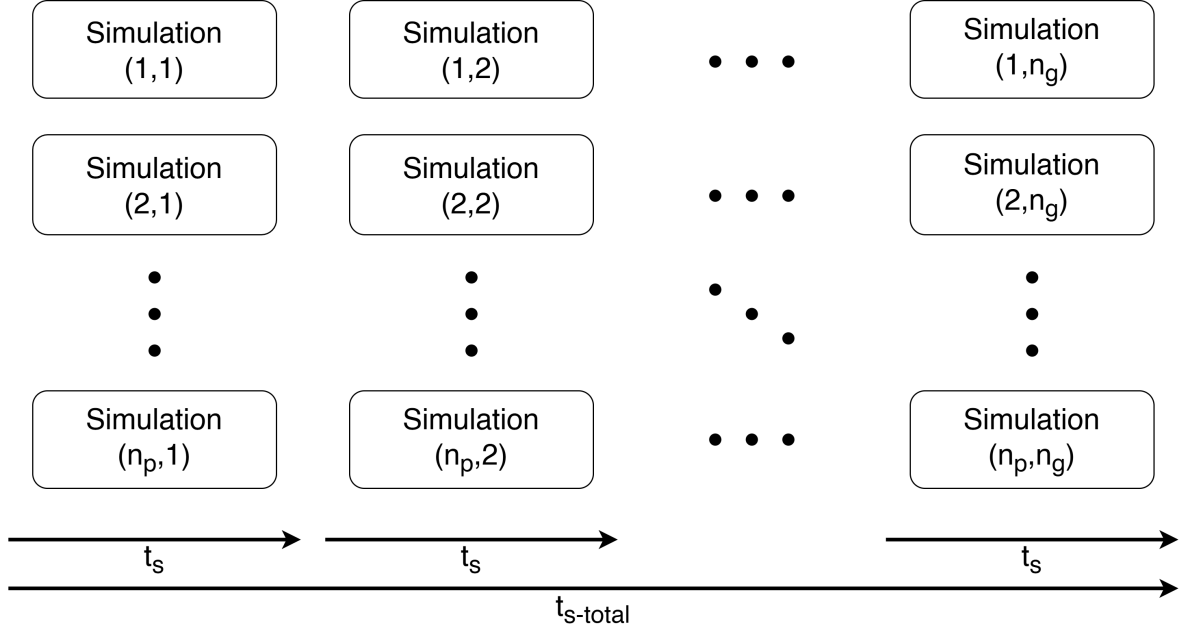 Simulation
(1,1)
Simulation
(1,2)
Simulation
(1,n_g)
Simulation
(2,1)
Simulation
(2,2)
Simulation
(2,n_g)
Simulation
(n_p,1)
Simulation
(n_p,2)
Simulation
(n_p,n_g)
t_s
t_s
t_s
t_s-total